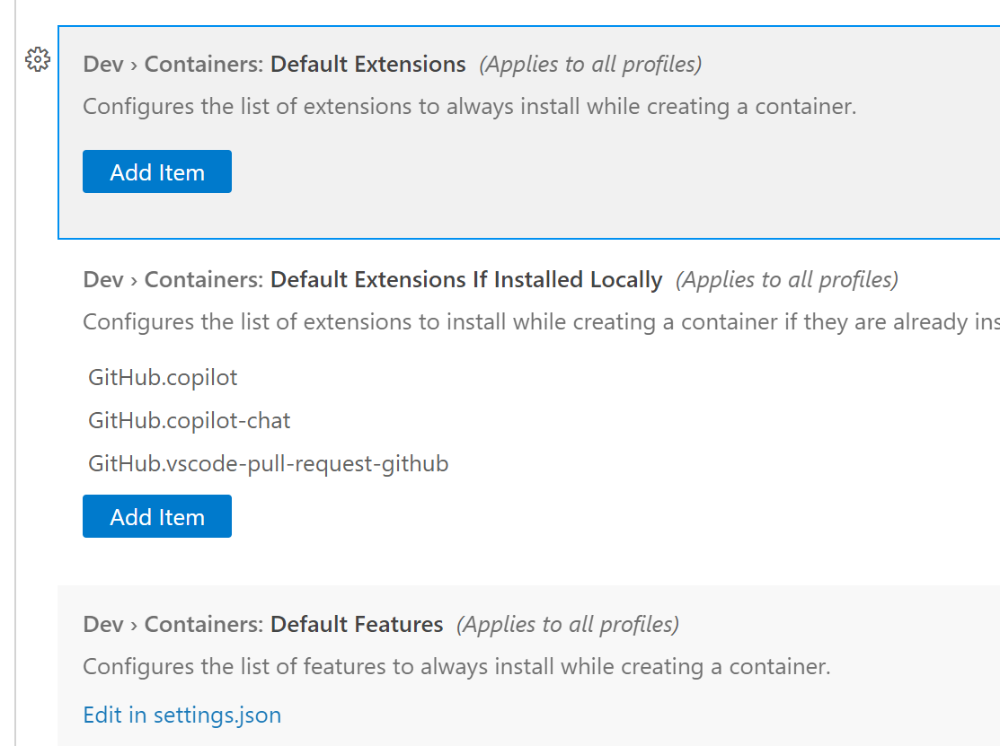 Dev › Containers: Default Extensions (Applies to all profiles)
Configures the list of extensions to always install while creating a container.
Add Item
Dev › Containers: Default Extensions If Installed Locally (Applies to all profiles)
Configures the list of extensions to install while creating a container if they are already ins
GitHub.copilot
GitHub.copilot-chat
GitHub.vscode-pull-request-github
Add Item
Dev › Containers: Default Features (Applies to all profiles)
Configures the list of features to always install while creating a container.
Edit in settings.json